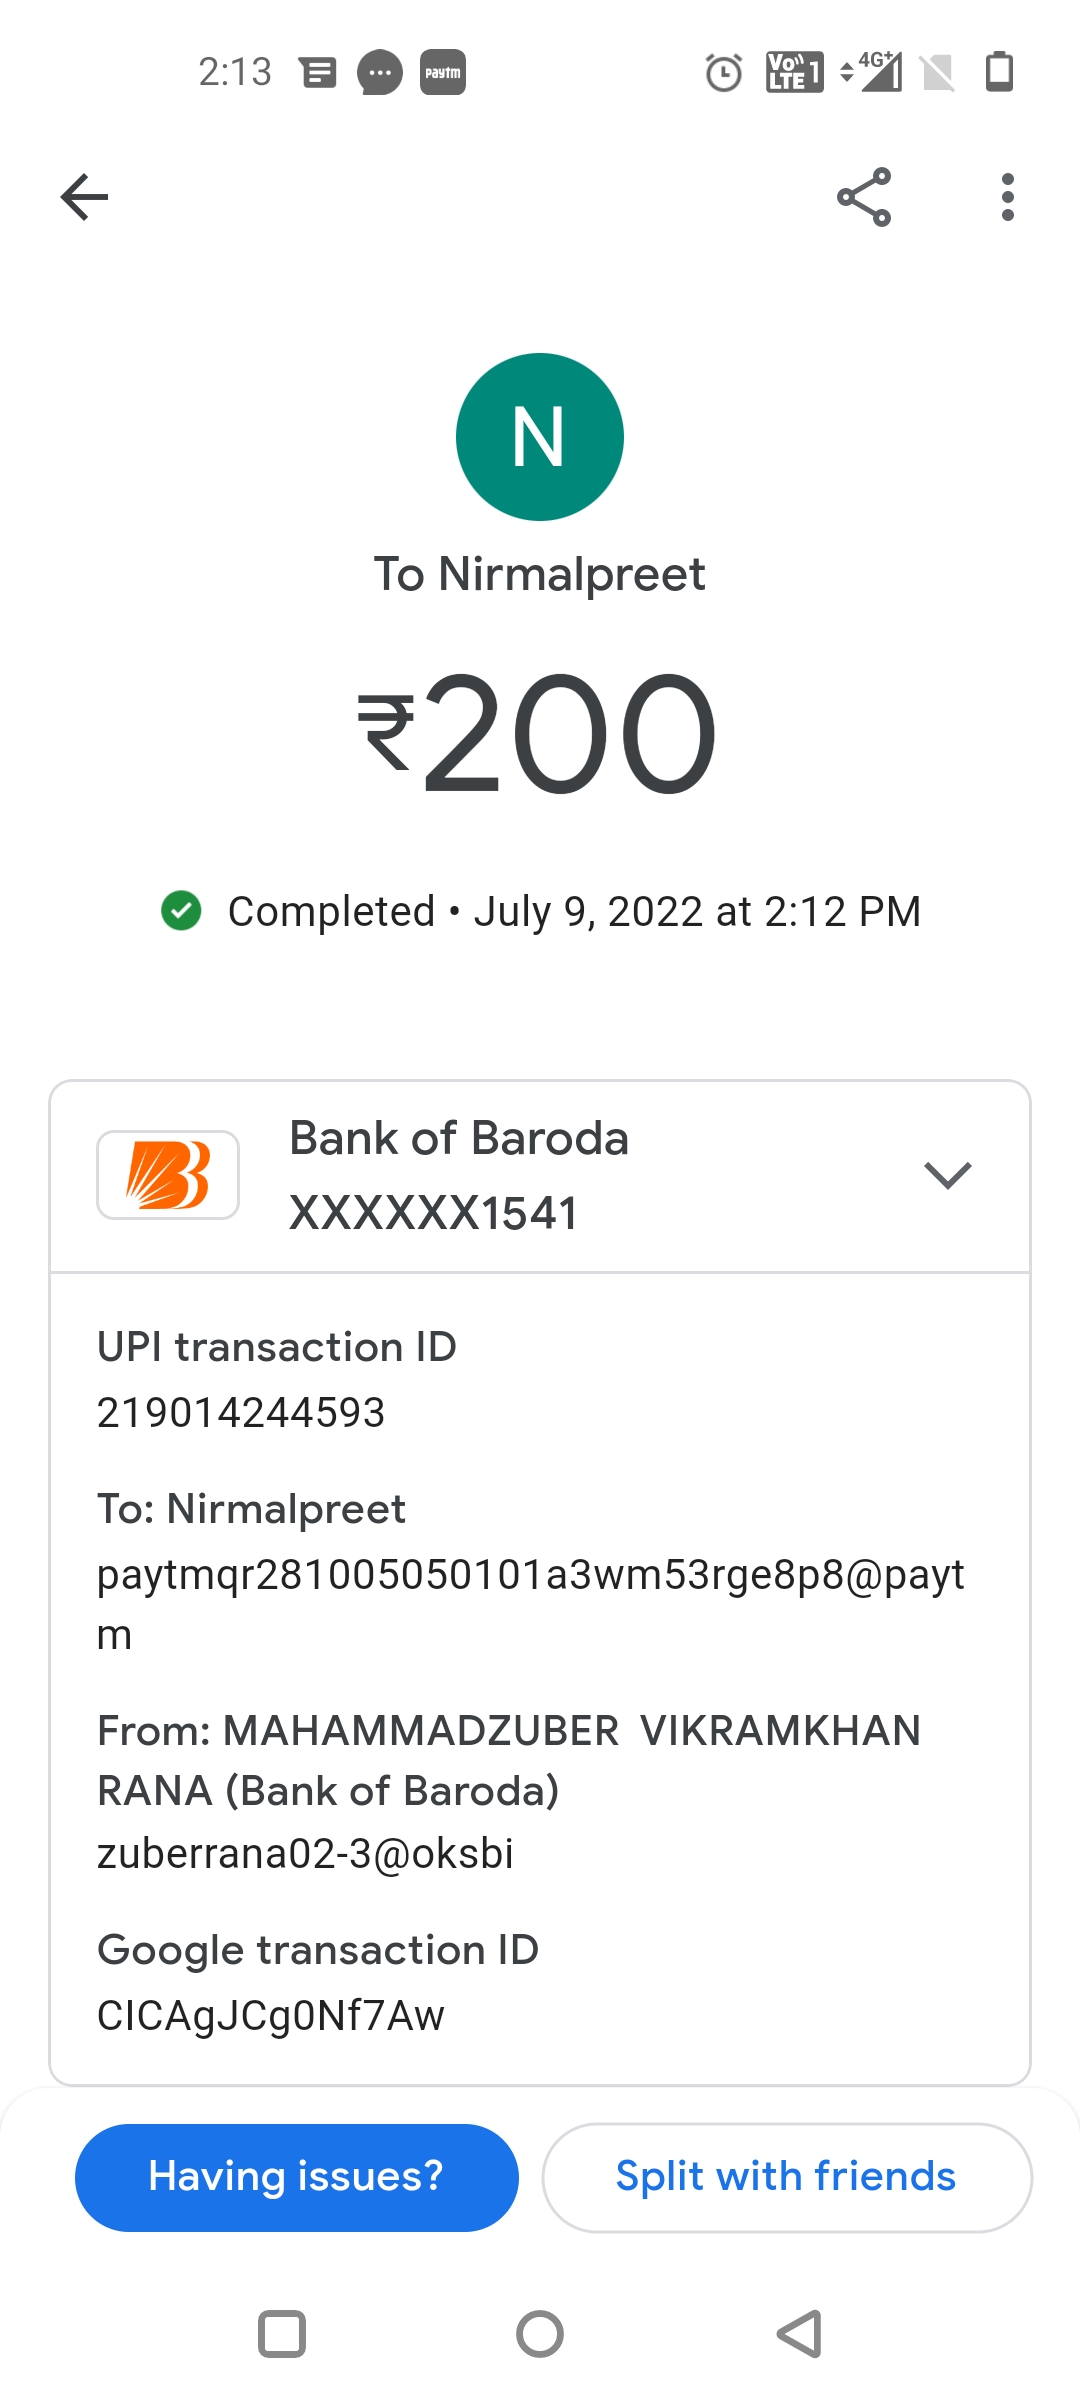 2:13
paytm
Vo)) 1
LTE
4G+
N
To Nirmalpreet
₹200
Completed • July 9, 2022 at 2:12 PM
Bank of Baroda
XXXXXX1541
UPI transaction ID
219014244593
To: Nirmalpreet
paytmqr281005050101a3wm53rge8p8@payt
m
From: MAHAMMADZUBER  VIKRAMKHAN
RANA (Bank of Baroda)
zuberrana02-3@oksbi
Google transaction ID
CICAgJCg0Nf7Aw
Having issues?
Split with friends